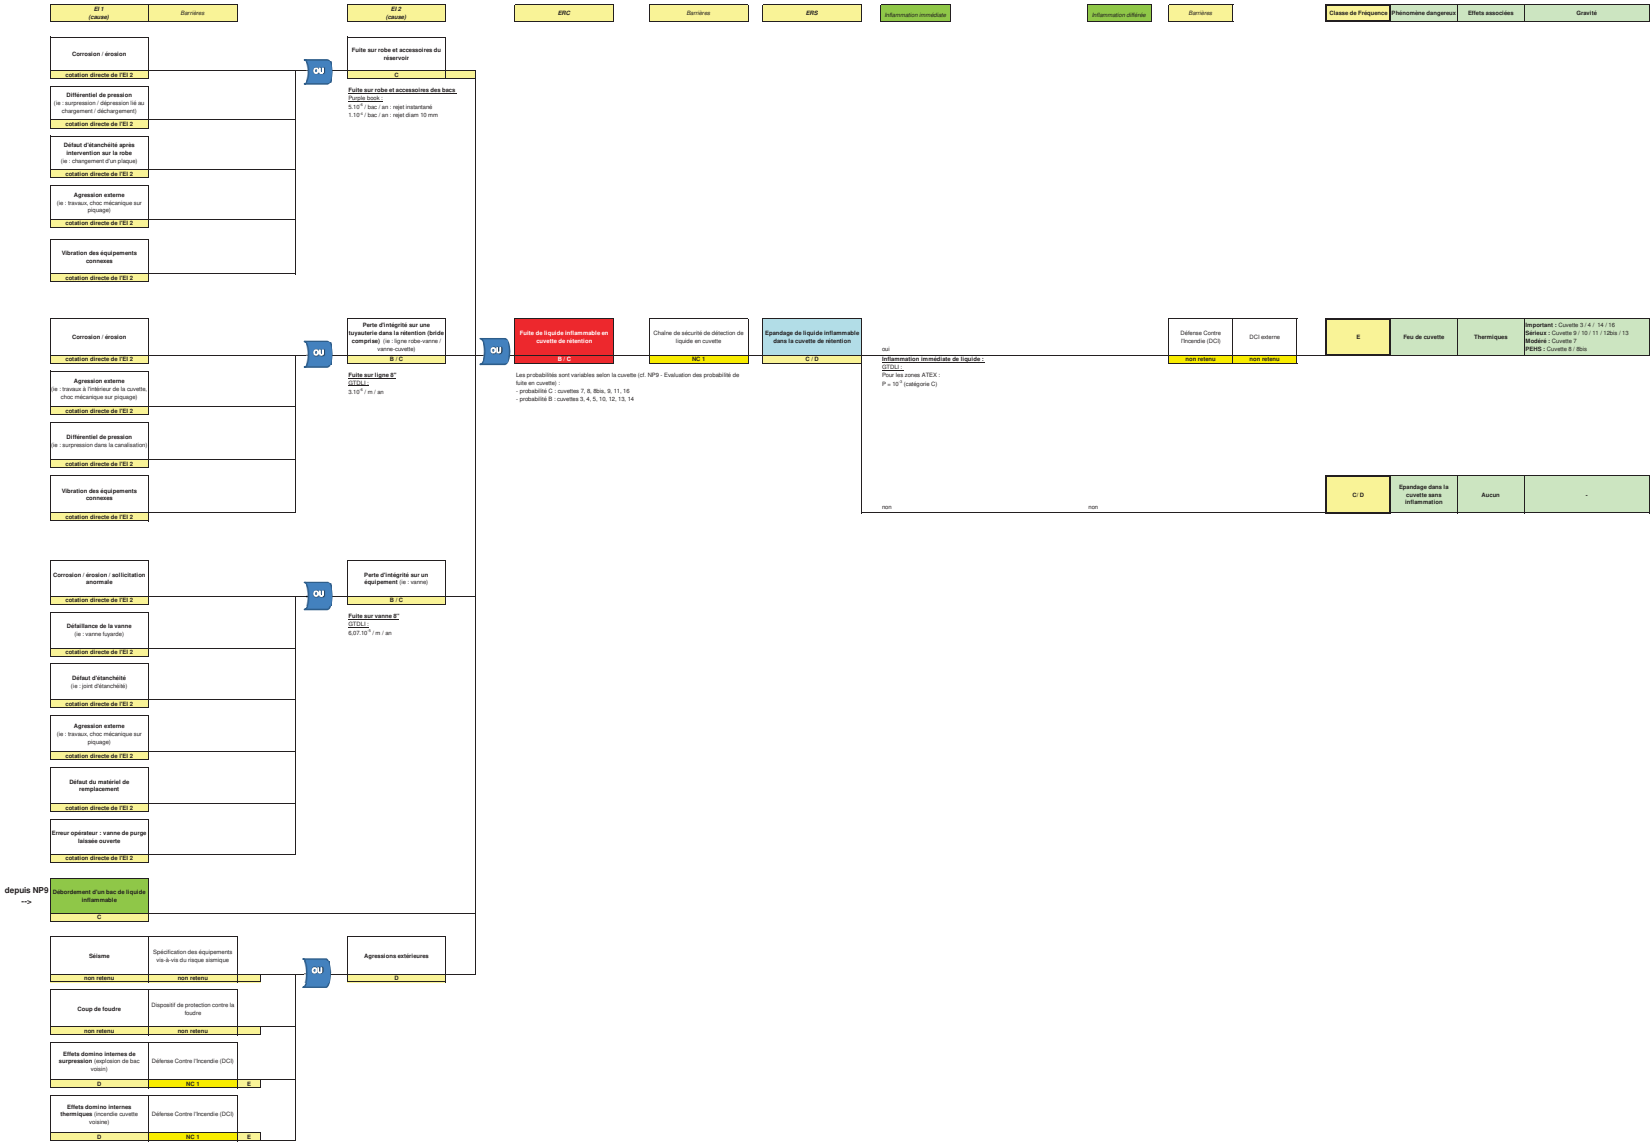 EI 1
(cause)
Barrières
EI 2
(cause)
ERC
Barrières
ERS
Inflammation immédiate
Inflammation différée
Barrières
Classe de Fréquence
Phénomène dangereux
Effets associées
Gravité
Corrosion / érosion
cotation directe de l'EI 2
Différentiel de pression
(ie : surpression / dépression lié au
chargement / déchargement)
cotation directe de l'EI 2
Défaut d'étanchéité après
intervention sur la robe
(ie : changement d'un plaque)
cotation directe de l'EI 2
Agression externe
(ie : travaux, choc mécanique sur
piquage)
cotation directe de l'EI 2
Vibration des équipements
connexes
cotation directe de l'EI 2
OU
Fuite sur robe et accessoires du
réservoir
C
Fuite sur robe et accessoires des bacs
Purple book :
5.10⁻⁶ / bac / an : rejet instantané
1.10⁻⁴ / bac / an : rejet diam 10 mm
Corrosion / érosion
cotation directe de l'EI 2
Agression externe
(ie : travaux à l'intérieur de la cuvette,
choc mécanique sur piquage)
cotation directe de l'EI 2
Différentiel de pression
(ie : surpression dans la canalisation)
cotation directe de l'EI 2
Vibration des équipements
connexes
cotation directe de l'EI 2
OU
Perte d'intégrité sur une
tuyauterie dans la rétention (bride
comprise) (ie : ligne robe-vanne /
vanne-cuvette)
B / C
Fuite sur ligne 8"
GTDLI :
3.10⁻⁶ / m / an
OU
Fuite de liquide inflammable en
cuvette de rétention
B / C
Les probabilités sont variables selon la cuvette (cf. NP9 - Evaluation des probabilité de
fuite en cuvette) :
- probabilité C : cuvettes 7, 8, 8bis, 9, 11, 16
- probabilité B : cuvettes 3, 4, 5, 10, 12, 13, 14
Chaîne de sécurité de détection de
liquide en cuvette
NC 1
Epandage de liquide inflammable
dans la cuvette de rétention
C / D
oui
Inflammation immédiate de liquide :
GTDLI :
Pour les zones ATEX :
P = 10⁻³ (catégorie C)
Défense Contre
l'Incendie (DCI)
non retenu
DCI externe
non retenu
E
Feu de cuvette
Thermiques
Important : Cuvette 3 / 4 / 14 / 16
Sérieux : Cuvette 9 / 10 / 11 / 12bis / 13
Modéré : Cuvette 7
PEHS : Cuvette 8 / 8bis
non
non
C/ D
Epandage dans la
cuvette sans
inflammation
Aucun
-
Corrosion / érosion / sollicitation
anormale
cotation directe de l'EI 2
Défaillance de la vanne
(ie : vanne fuyarde)
cotation directe de l'EI 2
Défaut d'étanchéité
(ie : joint d'étanchéité)
cotation directe de l'EI 2
Agression externe
(ie : travaux, choc mécanique sur
piquage)
cotation directe de l'EI 2
Défaut du matériel de
remplacement
cotation directe de l'EI 2
Erreur opérateur : vanne de purge
laissée ouverte
cotation directe de l'EI 2
OU
Perte d'intégrité sur un
équipement (ie : vanne)
B / C
Fuite sur vanne 8"
GTDLI :
6,07.10⁻⁴ / m / an
depuis NP9
-->
Débordement d'un bac de liquide
inflammable
C
Séisme
non retenu
Spécification des équipements
vis-à-vis du risque sismique
non retenu
OU
Agressions extérieures
D
Coup de foudre
non retenu
Dispositif de protection contre la
foudre
non retenu
Effets domino internes de
surpression (explosion de bac
voisin)
D
Défense Contre l'Incendie (DCI)
NC 1
E
Effets domino internes
thermiques (incendie cuvette
voisine)
D
Défense Contre l'Incendie (DCI)
NC 1
E